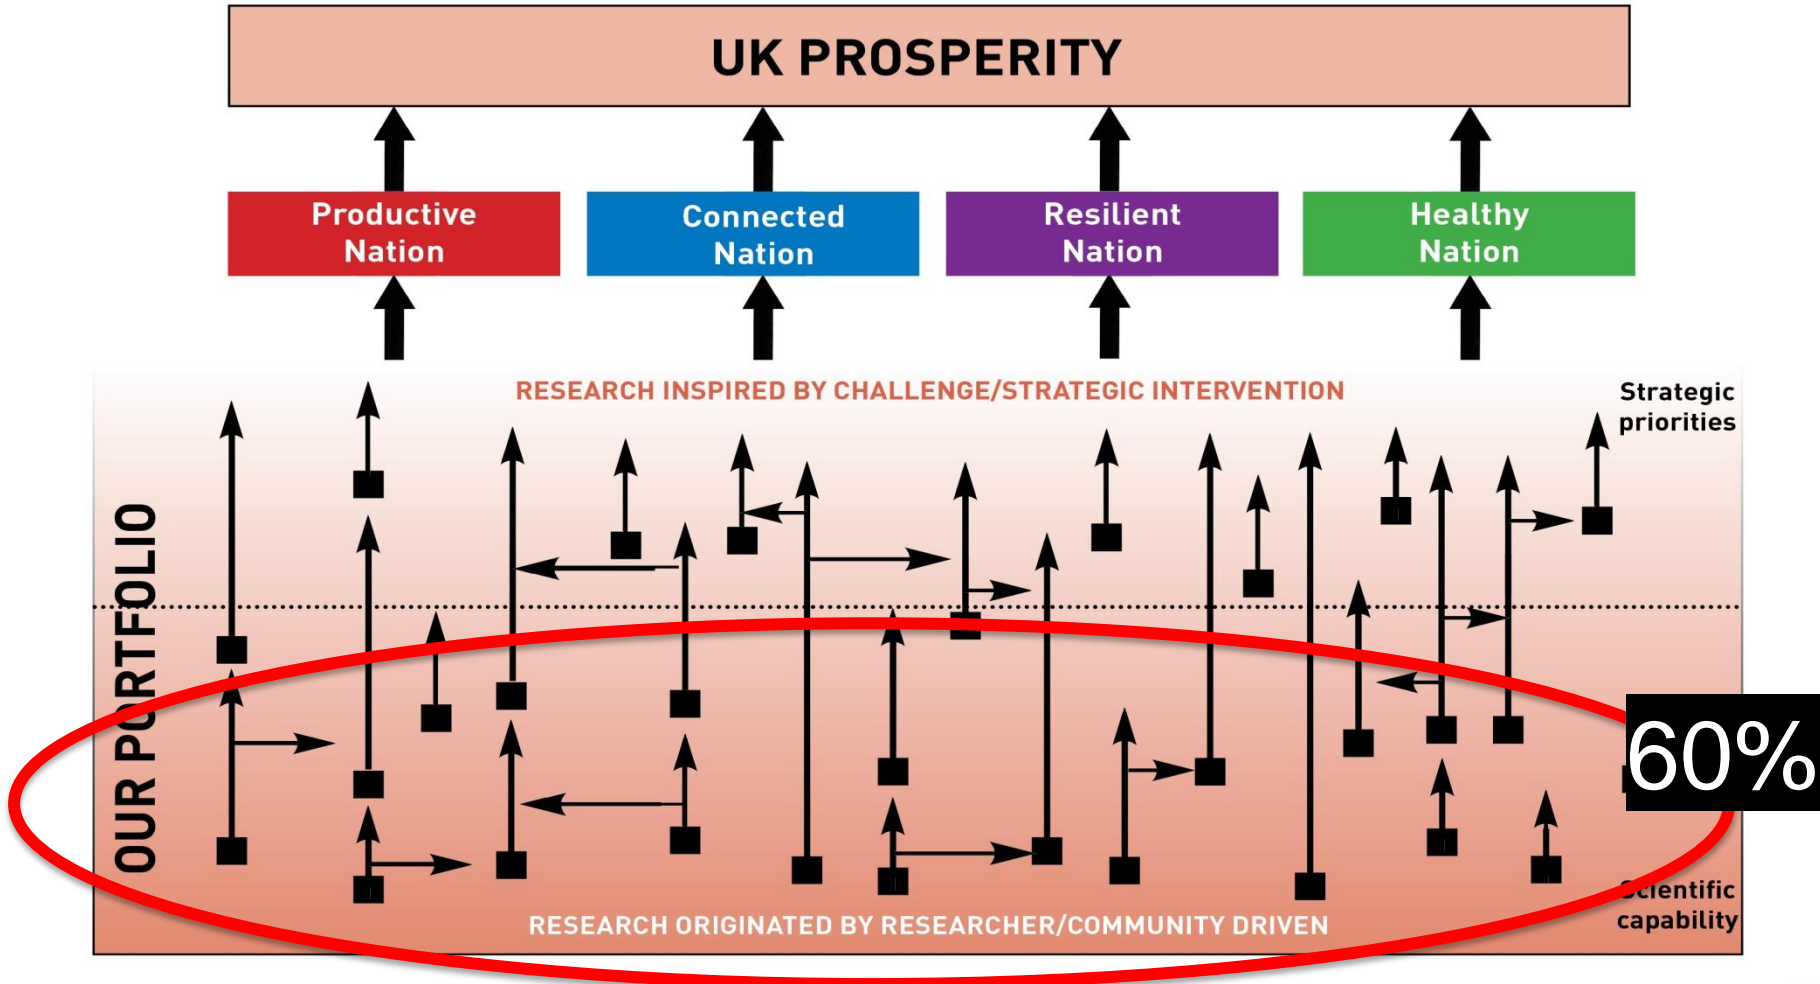 UK PROSPERITY
Productive
Nation
Connected
Nation
Resilient
Nation
Healthy
Nation
RESEARCH INSPIRED BY CHALLENGE/STRATEGIC INTERVENTION
Strategic
priorities
OUR PORTFOLIO
60%
Scientific
capability
RESEARCH ORIGINATED BY RESEARCHER/COMMUNITY DRIVEN